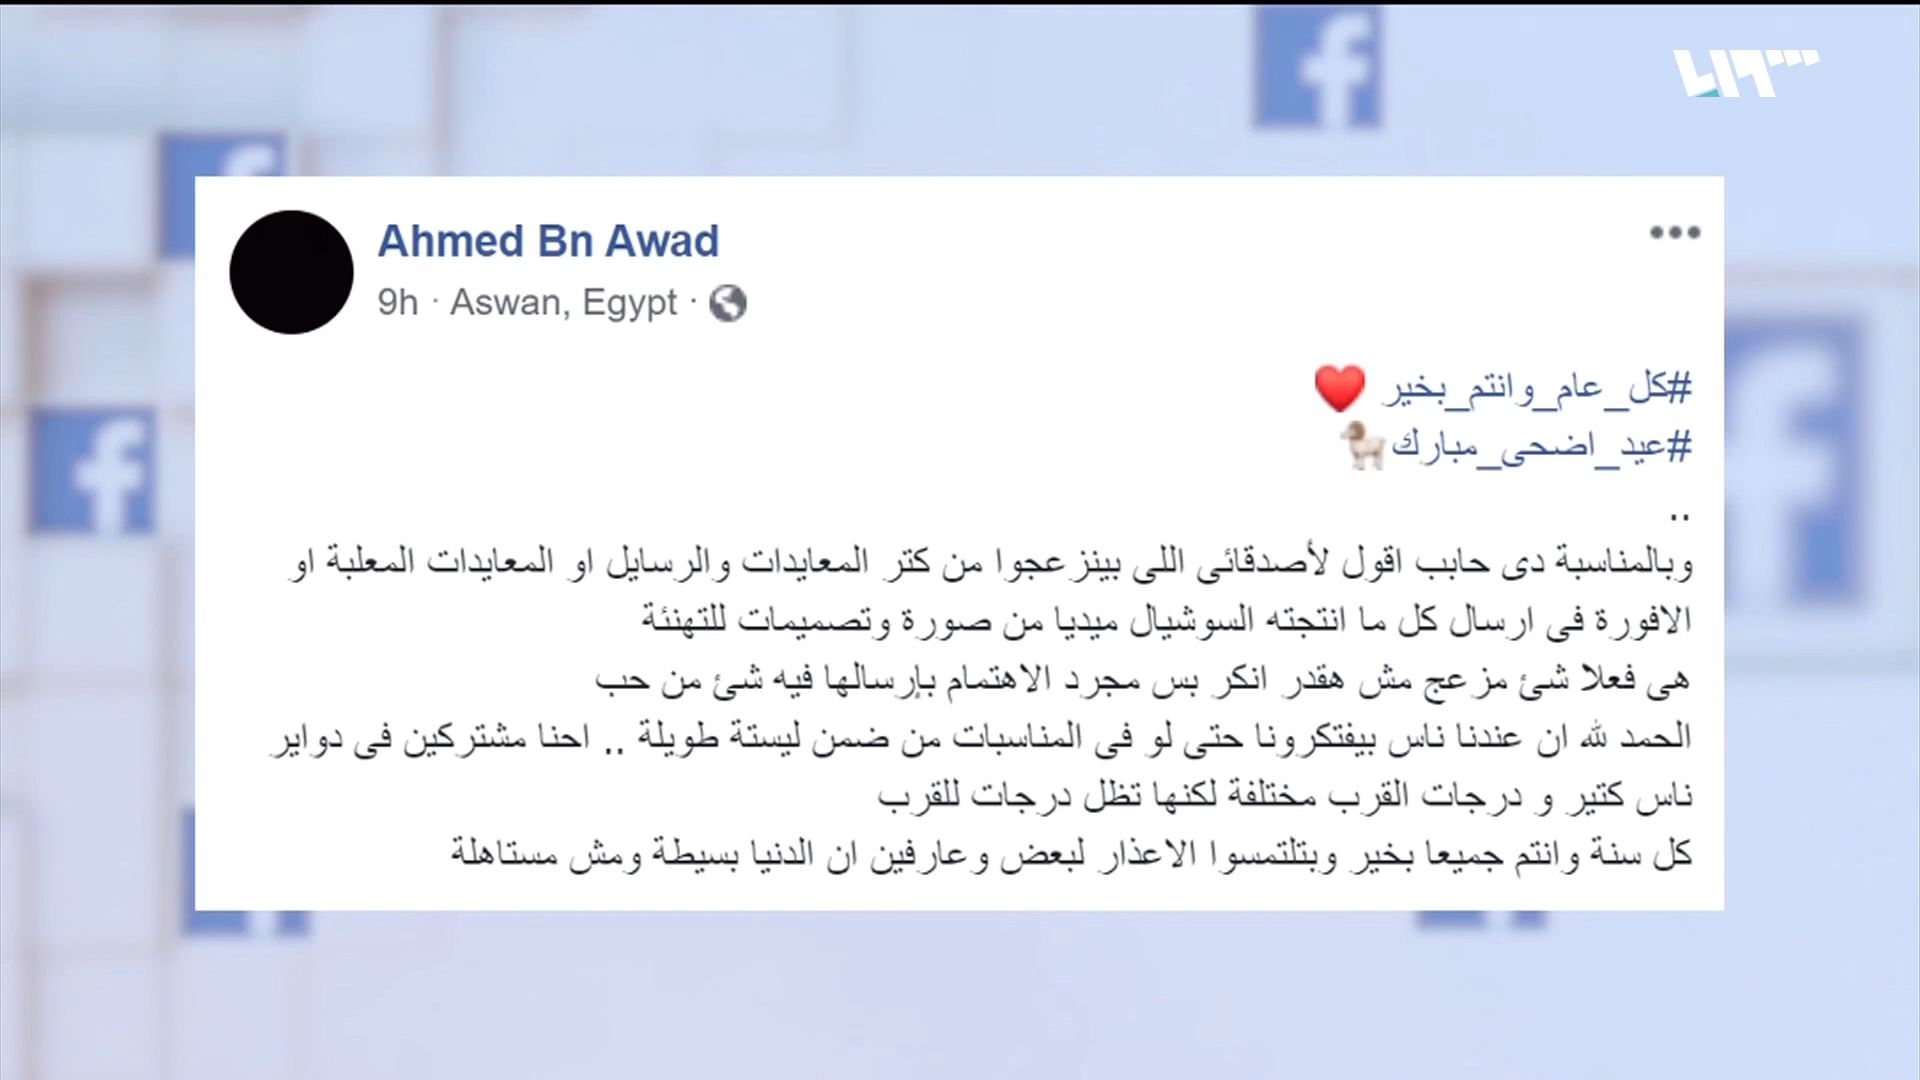 Ahmed Bn Awad
9h · Aswan, Egypt ·
#كل_عام_وانتم_بخير ❤️
#عيد_اضحى_مبارك🐏
..
وبالمناسبة دى حابب اقول لأصدقائى اللى بينزعجوا من كتر المعايدات والرسايل او المعايدات المعلبة او
الافورة فى ارسال كل ما انتجته السوشيال ميديا من صورة وتصميمات للتهنئة
هى فعلا شئ مزعج مش هقدر انكر بس مجرد الاهتمام بإرسالها فيه شئ من حب
الحمد لله ان عندنا ناس بيفتكرونا حتى لو فى المناسبات من ضمن ليستة طويلة .. احنا مشتركين فى دواير
ناس كتير و درجات القرب مختلفة لكنها تظل درجات للقرب
كل سنة وانتم جميعا بخير وبتلتمسوا الاعذار لبعض وعارفين ان الدنيا بسيطة ومش مستاهلة